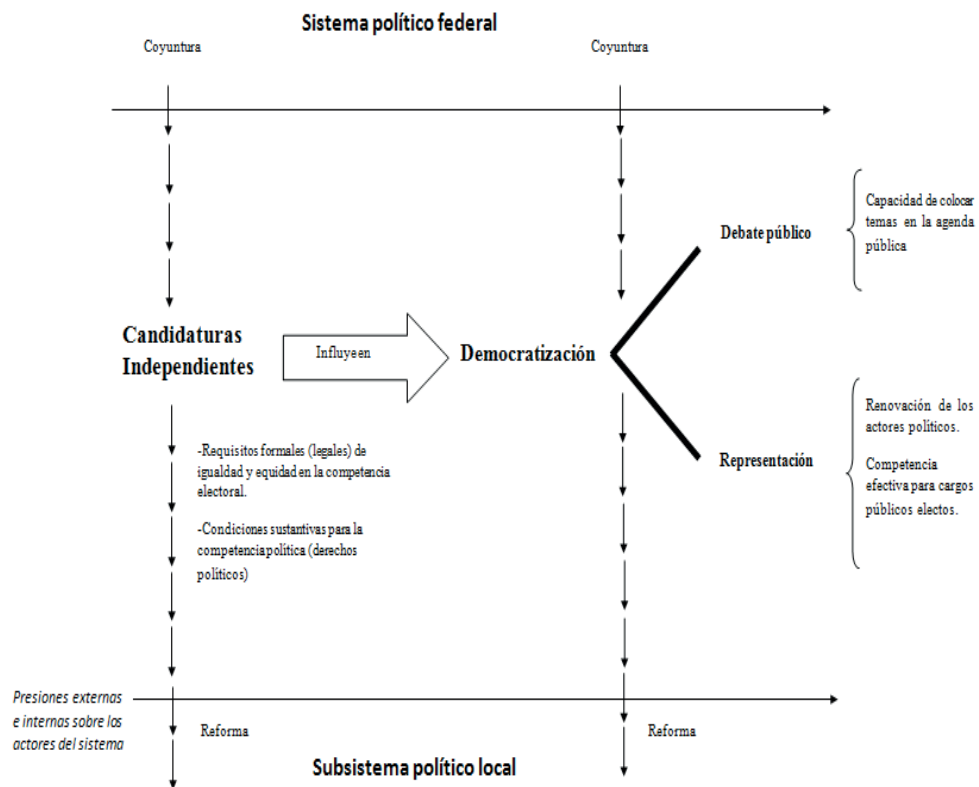 Sistema político federal
Coyuntura
Coyuntura
Capacidad de colocar
temas en la agenda
pública
Debate público
Candidaturas
Independientes
Influye en
Democratización
-Requisitos formales (legales) de
igualdad y equidad en la competencia
electoral.
-Condiciones sustantivas para la
competencia política (derechos
políticos)
Representación
Renovación de los
actores políticos.
Competencia
efectiva para cargos
públicos electos.
Presiones externas
e internas sobre los
actores del sistema
Reforma
Reforma
Subsistema político local